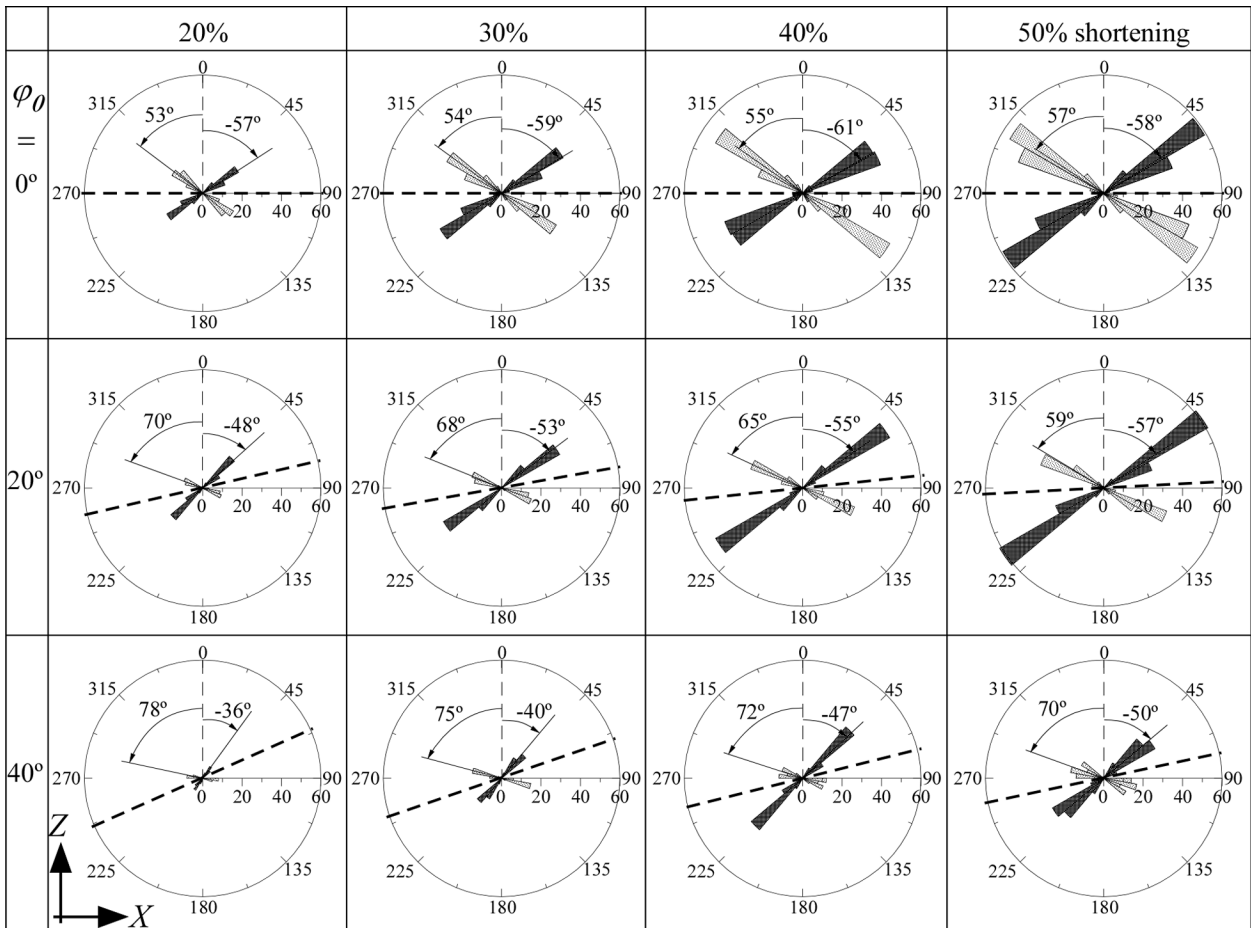 20% 30% 40% 50% shortening
φ0 = 0º
0 45 90 135 180 225 270 315 53º -57º 0 20 40 60
0 45 90 135 180 225 270 315 54º -59º 0 20 40 60
0 45 90 135 180 225 270 315 55º -61º 0 20 40 60
0 45 90 135 180 225 270 315 57º -58º 0 20 40 60
20º
0 45 90 135 180 225 270 315 70º -48º 0 20 40 60
0 45 90 135 180 225 270 315 68º -53º 0 20 40 60
0 45 90 135 180 225 270 315 65º -55º 0 20 40 60
0 45 90 135 180 225 270 315 59º -57º 0 20 40 60
40º
0 45 90 135 180 225 270 315 78º -36º 0 20 40 60
0 45 90 135 180 225 270 315 75º -40º 0 20 40 60
0 45 90 135 180 225 270 315 72º -47º 0 20 40 60
0 45 90 135 180 225 270 315 70º -50º 0 20 40 60
Z
X